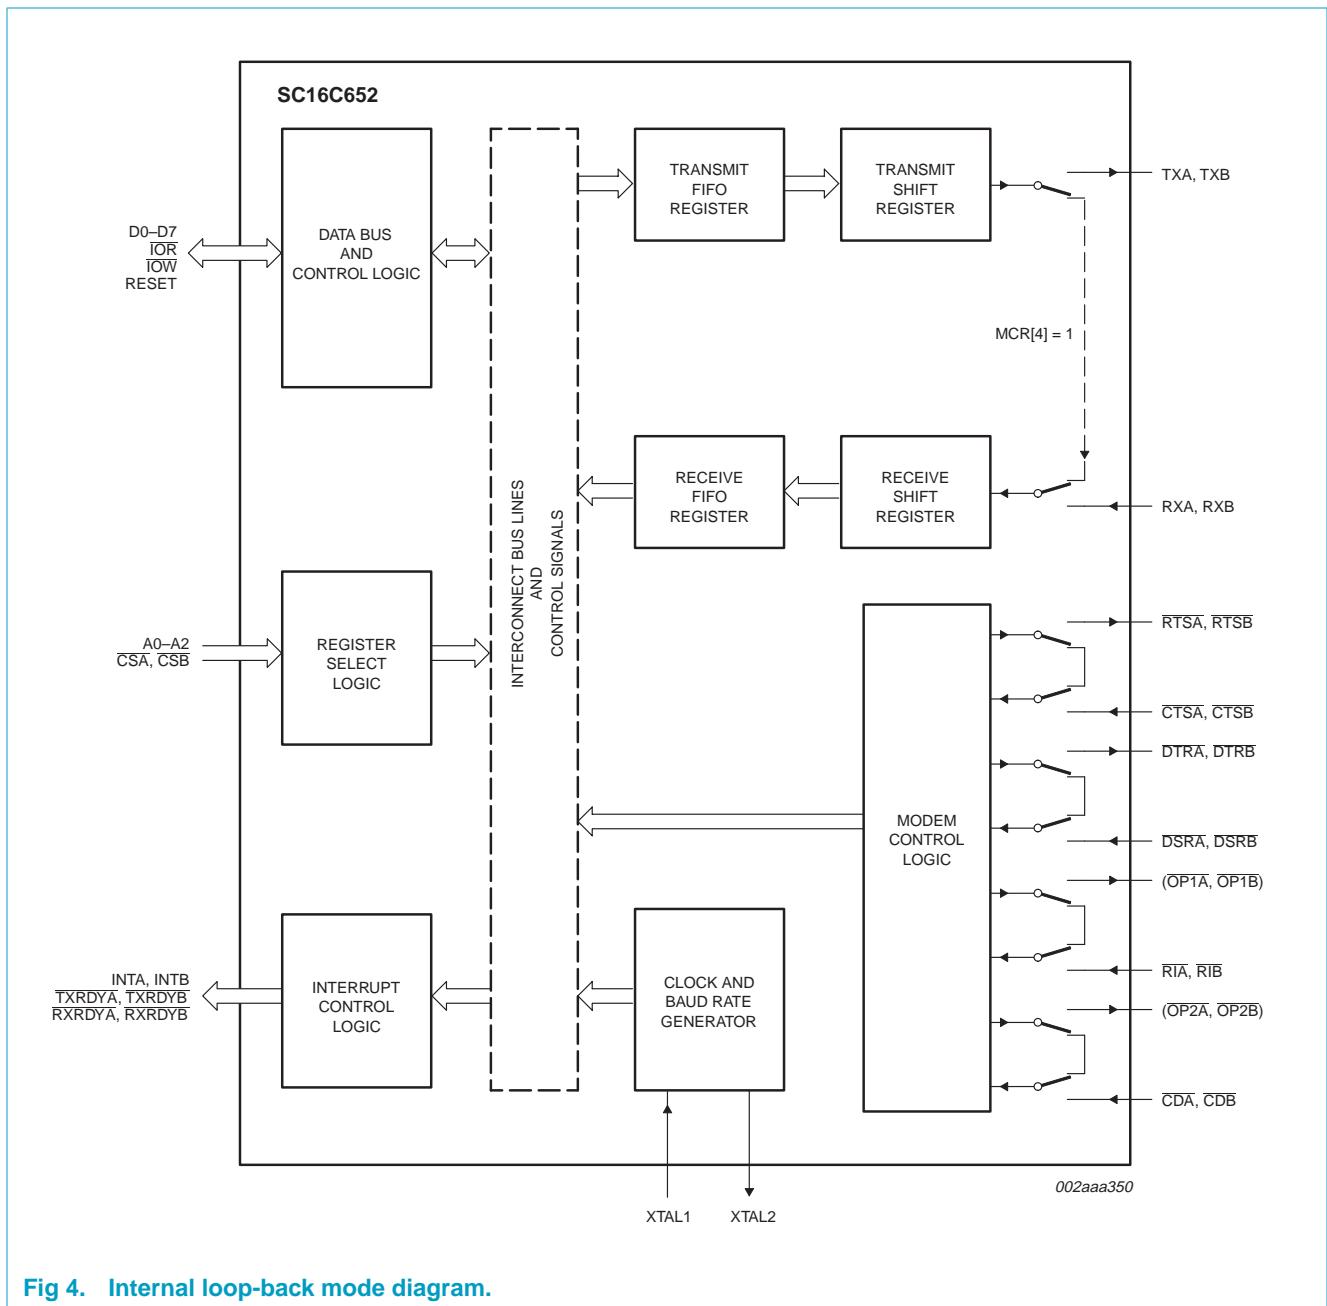 SC16C652
D0–D7
IOR
IOW
RESET
DATA BUS
AND
CONTROL LOGIC
TRANSMIT
FIFO
REGISTER
TRANSMIT
SHIFT
REGISTER
TXA, TXB
MCR[4] = 1
RECEIVE
FIFO
REGISTER
RECEIVE
SHIFT
REGISTER
RXA, RXB
INTERCONNECT BUS LINES
AND
CONTROL SIGNALS
A0–A2
CSA, CSB
REGISTER
SELECT
LOGIC
MODEM
CONTROL
LOGIC
RTSA, RTSB
CTSA, CTSB
DTRA, DTRB
DSRA, DSRB
(OP1A, OP1B)
RIA, RIB
(OP2A, OP2B)
CDA, CDB
INTA, INTB
TXRDYA, TXRDYB
RXRDYA, RXRDYB
INTERRUPT
CONTROL
LOGIC
CLOCK AND
BAUD RATE
GENERATOR
XTAL1
XTAL2
002aaa350
Fig 4. Internal loop-back mode diagram.